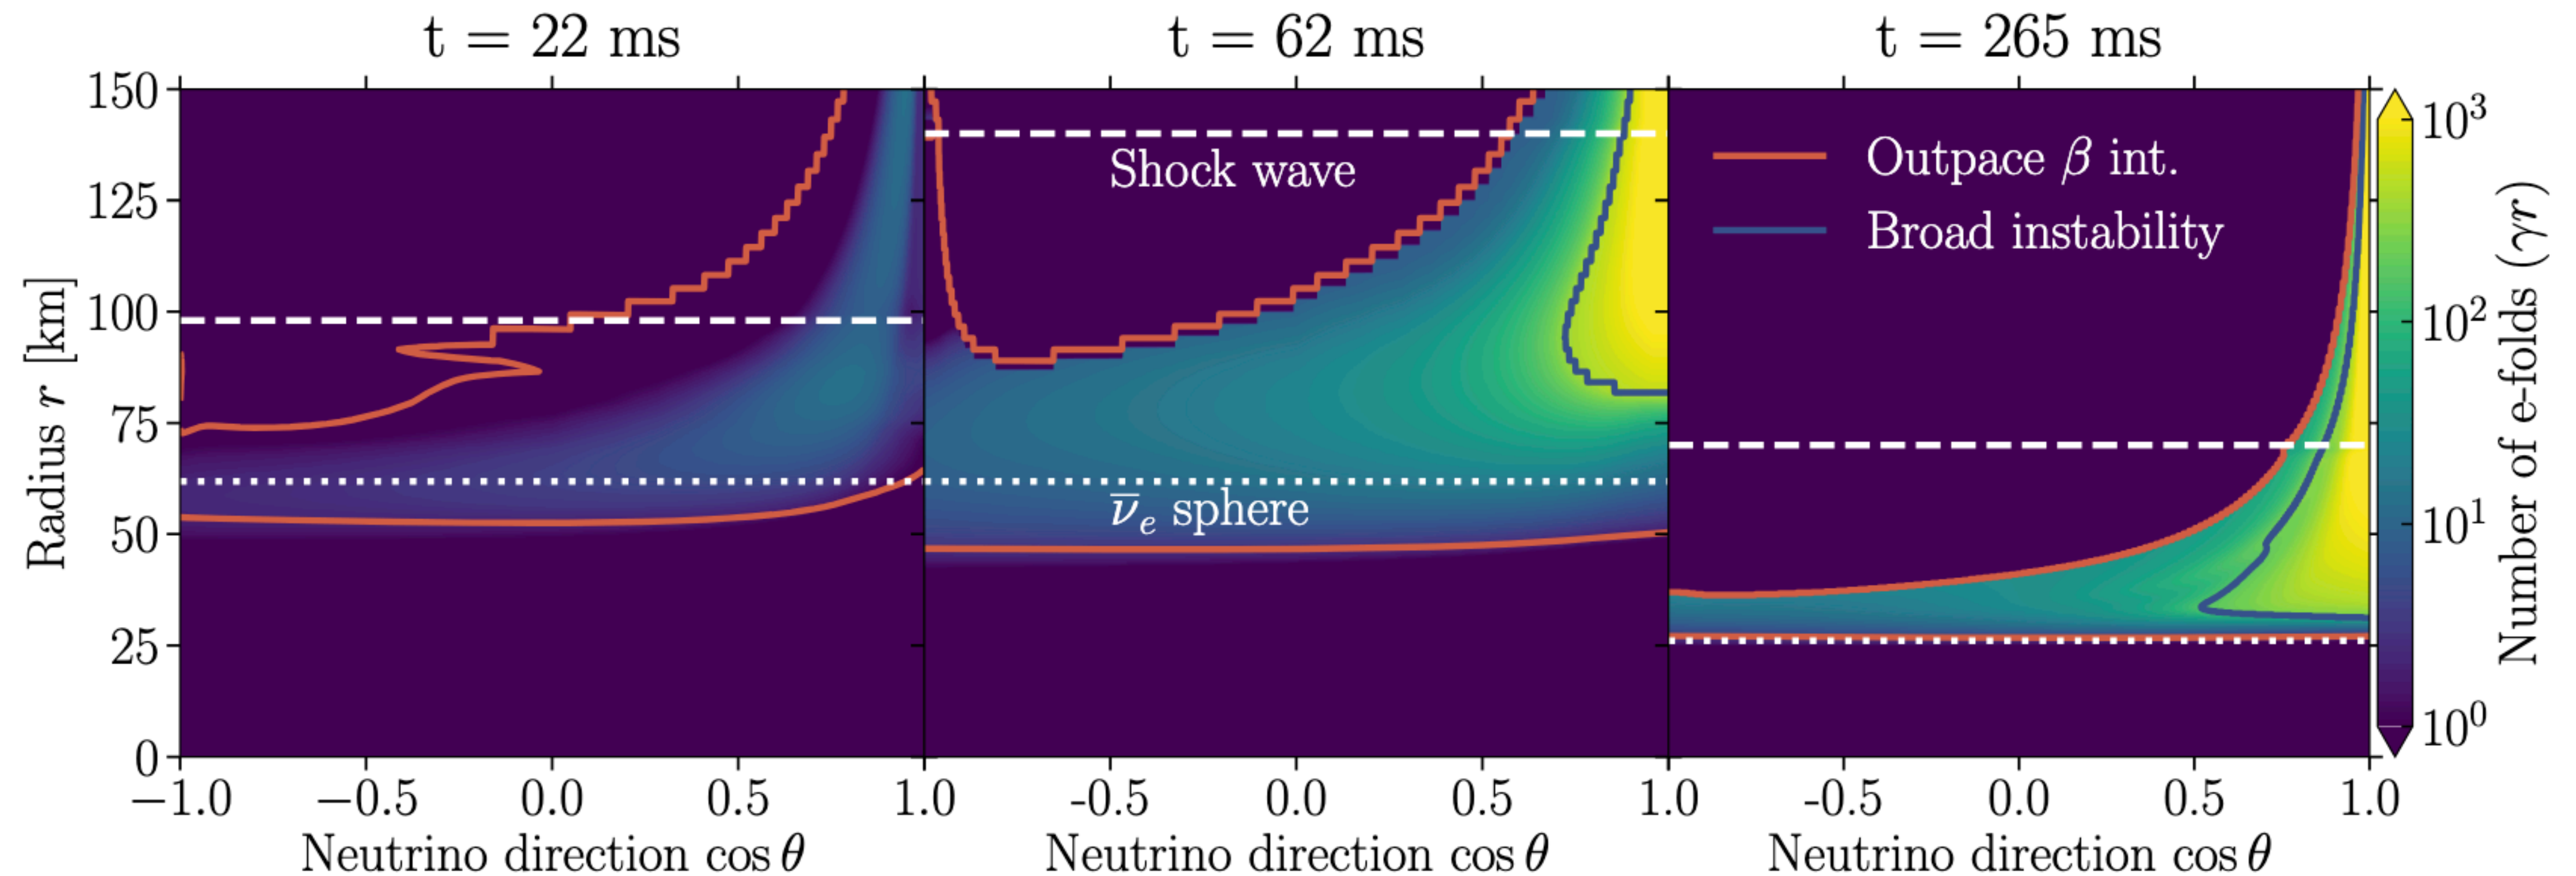 t = 22 ms
t = 62 ms
t = 265 ms
150
125
100
75
50
25
0
Radius r [km]
Shock wave
ν̅ₑ sphere
Outpace β int.
Broad instability
−1.0 −0.5 0.0 0.5 1.0
-0.5 0.0 0.5 1.0
-0.5 0.0 0.5 1.0
Neutrino direction cos θ
Neutrino direction cos θ
Neutrino direction cos θ
10³
10²
10¹
10⁰
Number of e-folds (γr)